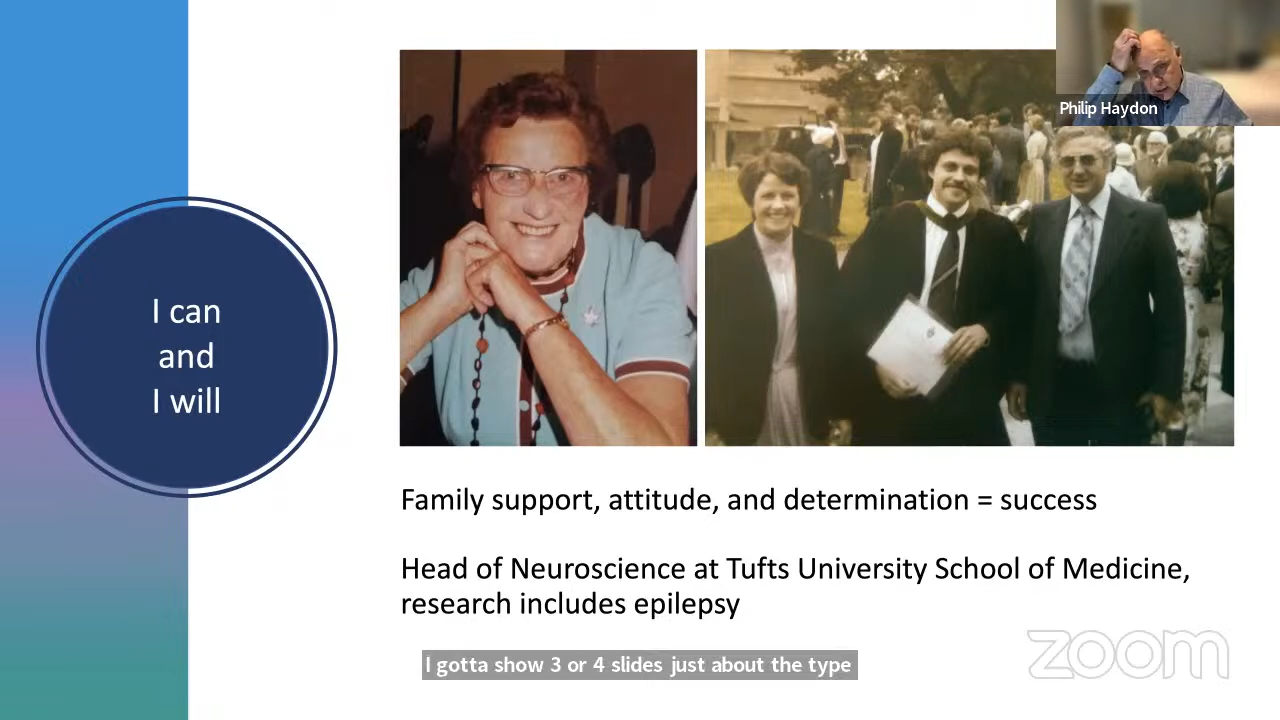 Philip Haydon
I can
and
I will
Family support, attitude, and determination = success
Head of Neuroscience at Tufts University School of Medicine,
research includes epilepsy
I gotta show 3 or 4 slides just about the type
zoom